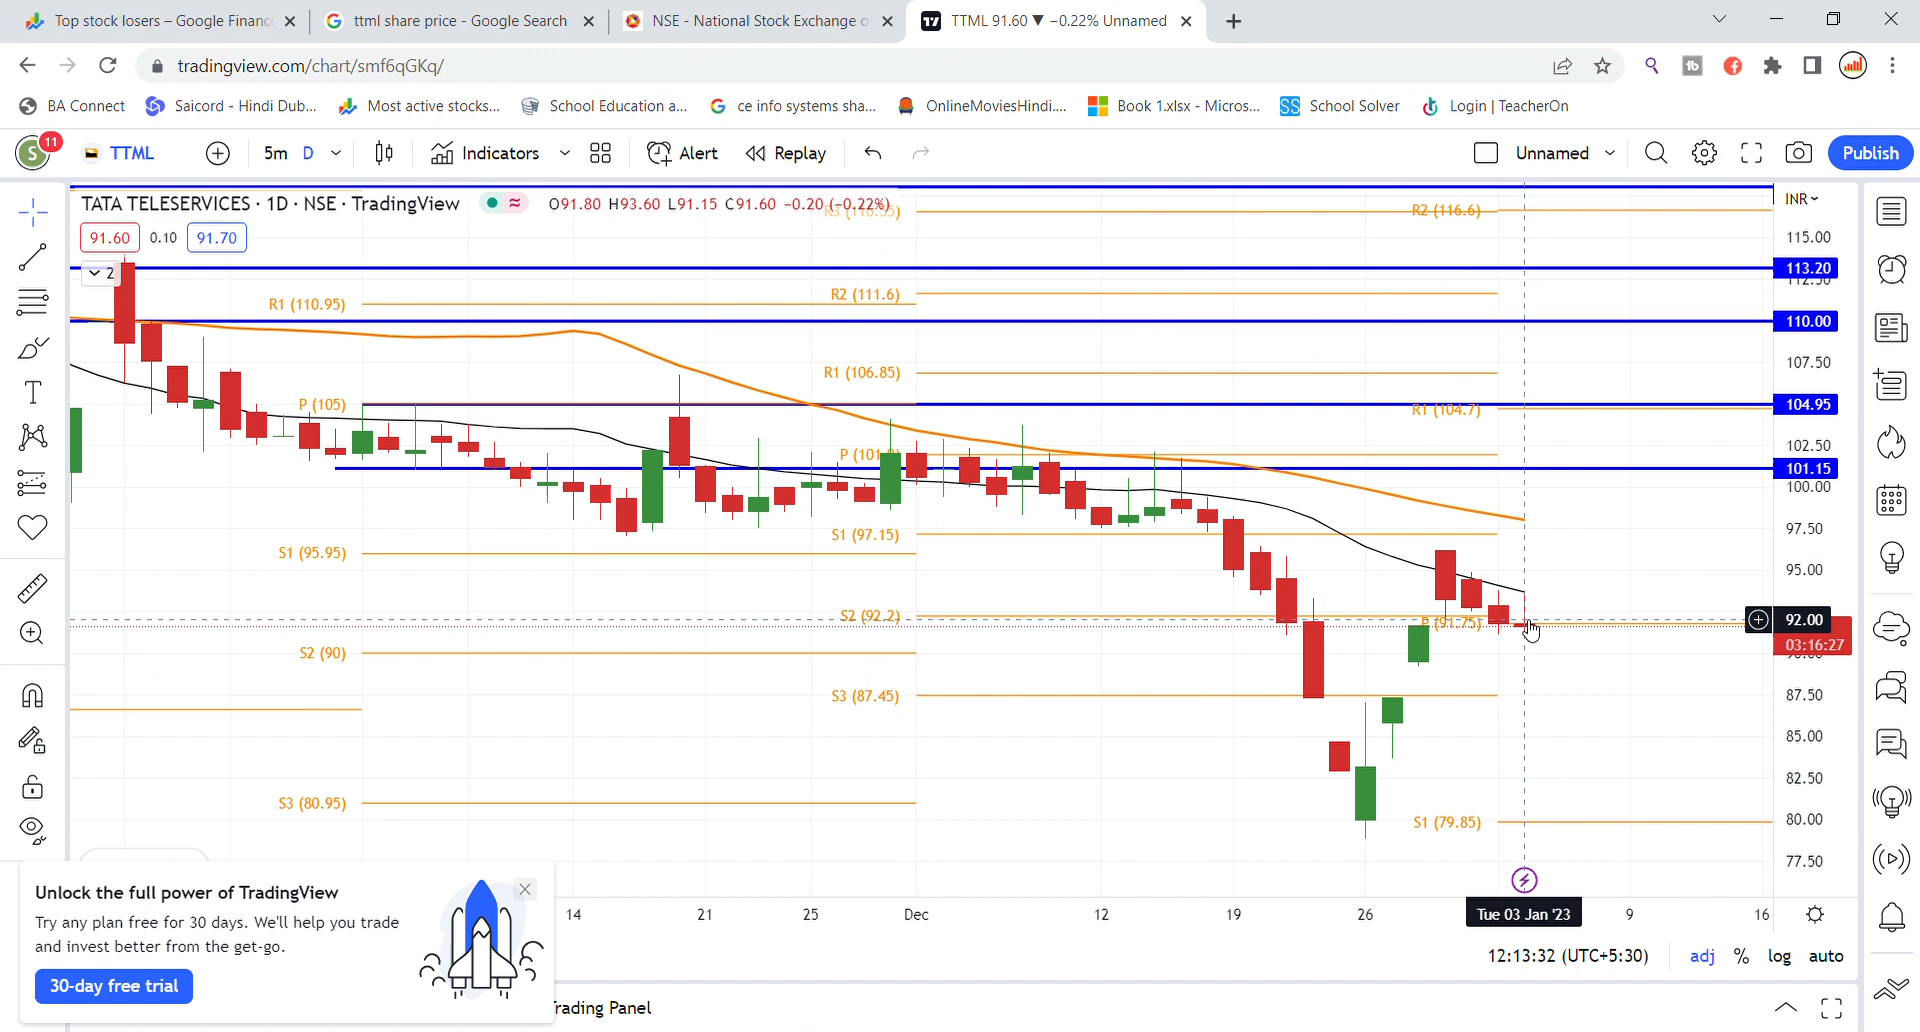 Top stock losers – Google Financ
ttml share price - Google Search
NSE - National Stock Exchange o
TTML 91.60 ▼ −0.22% Unnamed
tradingview.com/chart/smf6qGKq/
BA Connect
Saicord - Hindi Dub...
Most active stocks...
School Education a...
ce info systems sha...
OnlineMoviesHindi....
Book 1.xlsx - Micros...
SS School Solver
Login | TeacherOn
S 11
TTML
5m
D
Indicators
Alert
Replay
Unnamed
Publish
TATA TELESERVICES · 1D · NSE · TradingView
O91.80 H93.60 L91.15 C91.60 −0.20 (−0.22%)
INR
91.60
0.10
91.70
2
R2 (116.6)
115.00
113.20
112.50
R1 (110.95)
R2 (111.6)
110.00
107.50
R1 (106.85)
P (105)
R1 (104.7)
104.95
102.50
101.15
100.00
S1 (97.15)
97.50
S1 (95.95)
95.00
S2 (92.2)
P (91.75)
92.00
03:16:27
S2 (90)
90.00
S3 (87.45)
87.50
85.00
82.50
S3 (80.95)
S1 (79.85)
80.00
77.50
14
21
25
Dec
12
19
26
Tue 03 Jan '23
9
16
Unlock the full power of TradingView
Try any plan free for 30 days. We'll help you trade
and invest better from the get-go.
30-day free trial
12:13:32 (UTC+5:30)
adj
%
log
auto
rading Panel